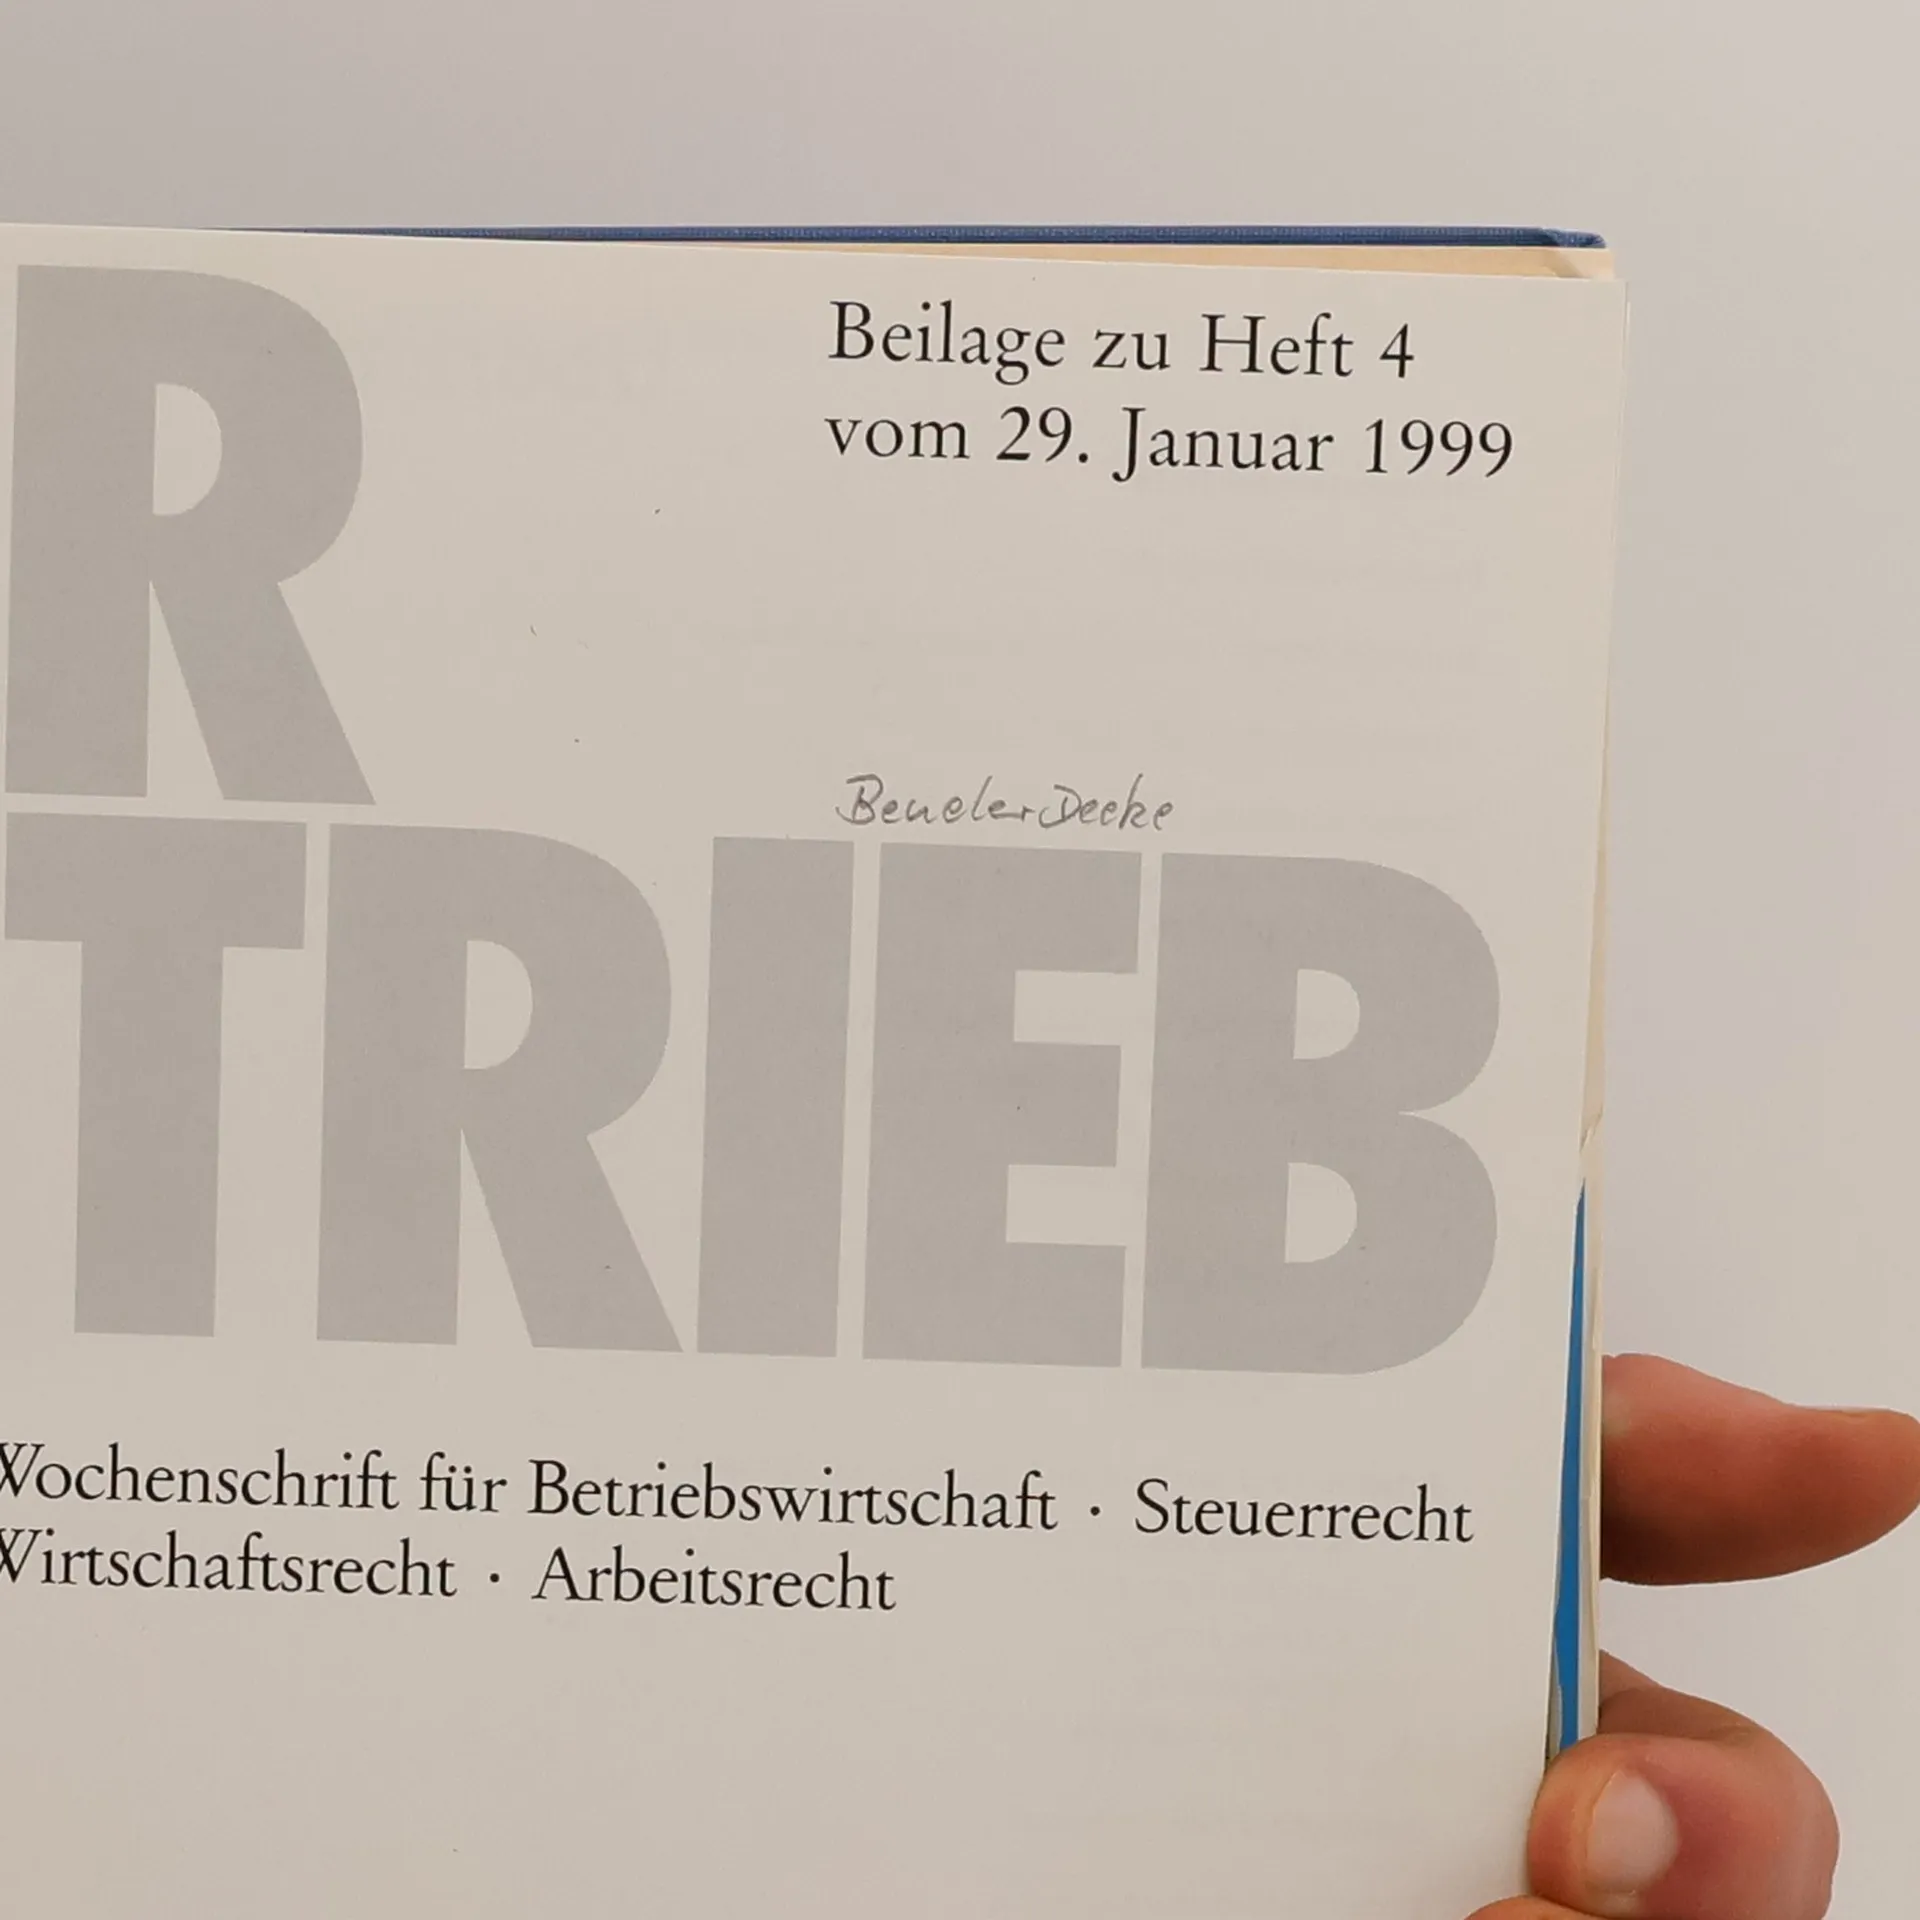 Beilage zu Heft 4
vom 29. Januar 1999
R
TRIEB
Wochenschrift für Betriebswirtschaft · Steuerrecht
Wirtschaftsrecht · Arbeitsrecht